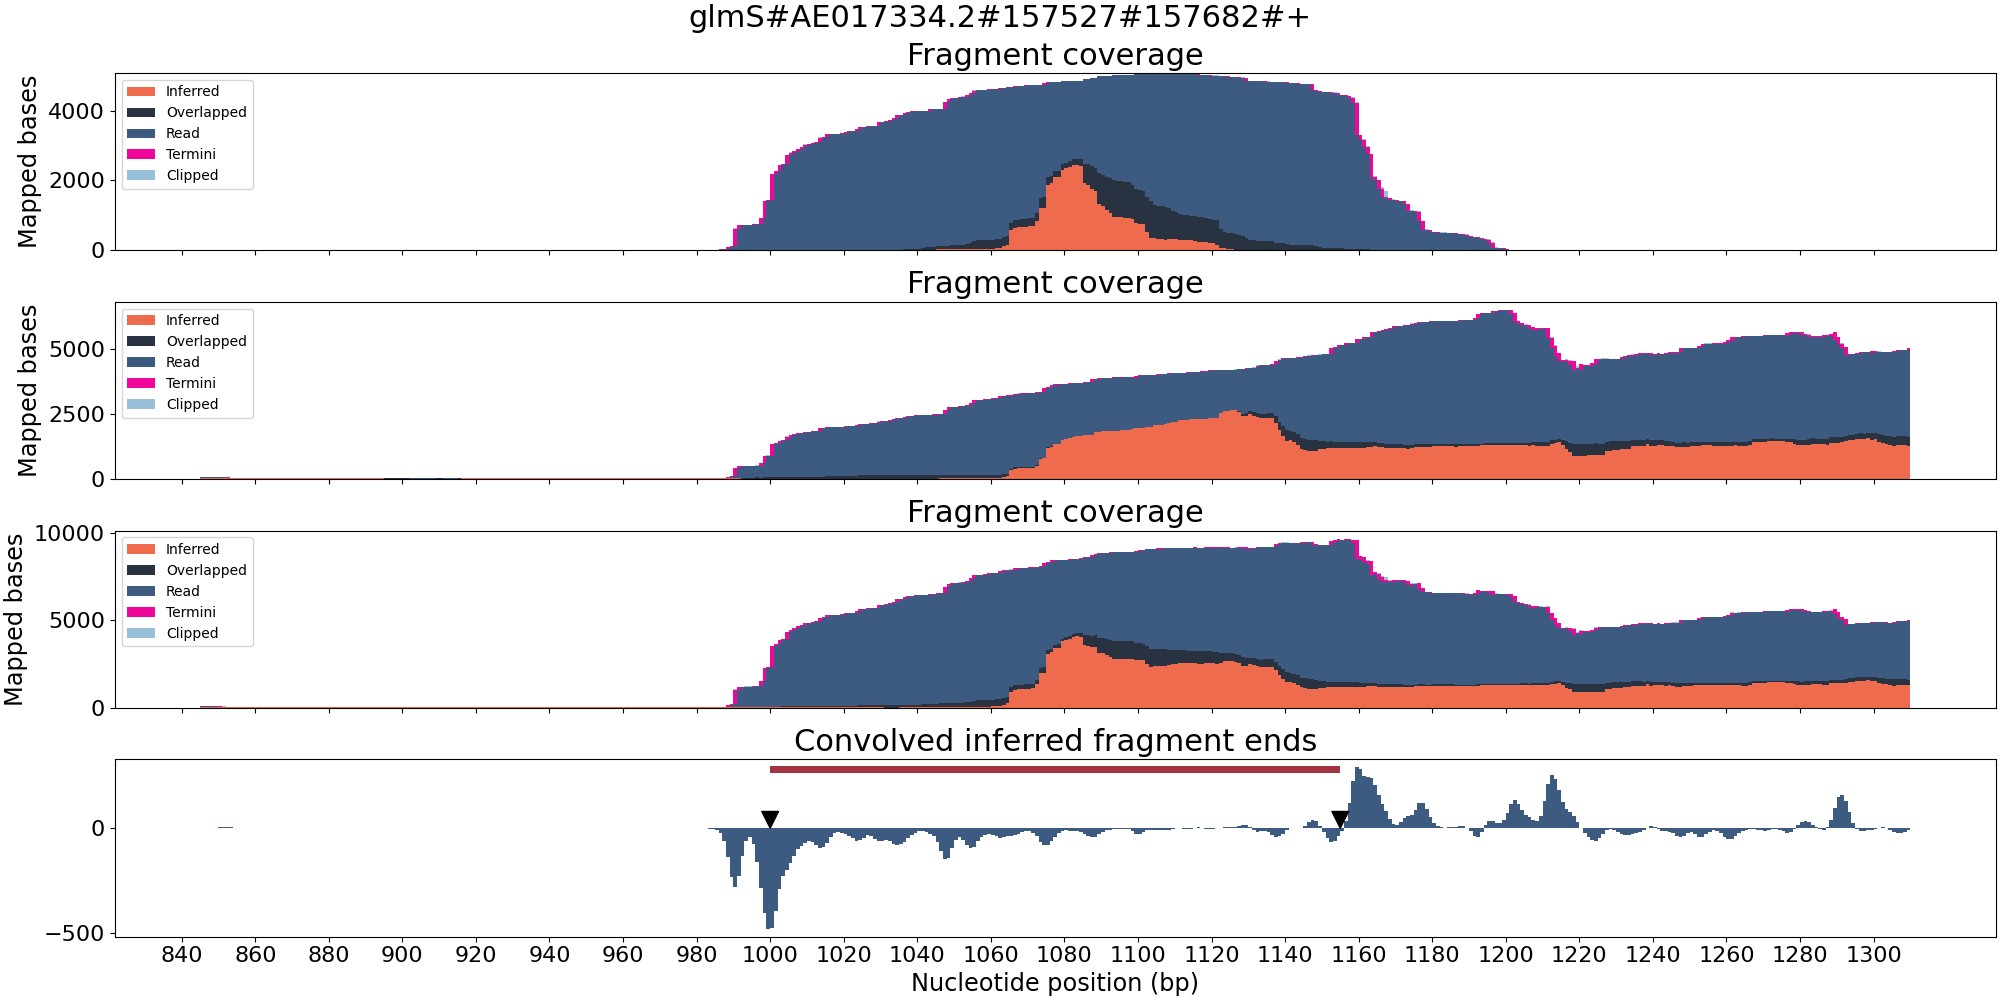 glmS#AE017334.2#157527#157682#+
Fragment coverage
Mapped bases
4000
2000
0
Inferred
Overlapped
Read
Termini
Clipped
Fragment coverage
Mapped bases
5000
2500
0
Inferred
Overlapped
Read
Termini
Clipped
Fragment coverage
Mapped bases
10000
5000
0
Inferred
Overlapped
Read
Termini
Clipped
Convolved inferred fragment ends
0
−500
840 860 880 900 920 940 960 980 1000 1020 1040 1060 1080 1100 1120 1140 1160 1180 1200 1220 1240 1260 1280 1300
Nucleotide position (bp)